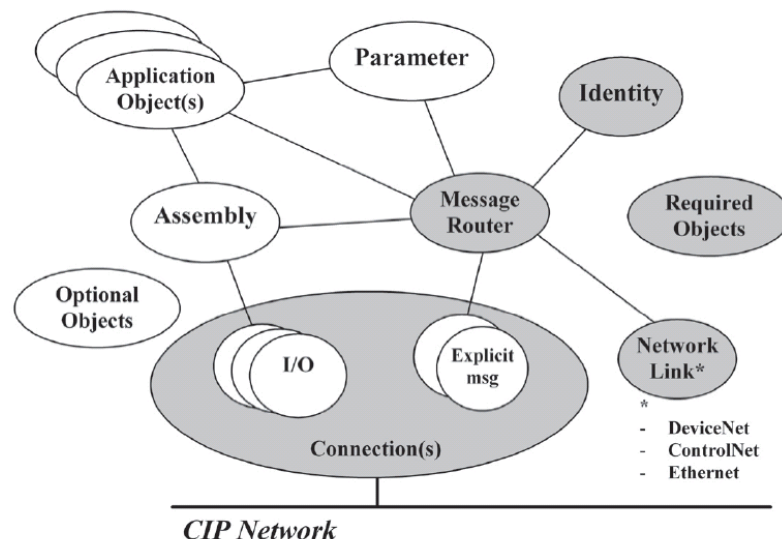 Application
Object(s)
Parameter
Identity
Assembly
Message
Router
Required
Objects
Optional
Objects
I/O
Explicit
msg
Network
Link*
*
- DeviceNet
- ControlNet
- Ethernet
Connection(s)
CIP Network